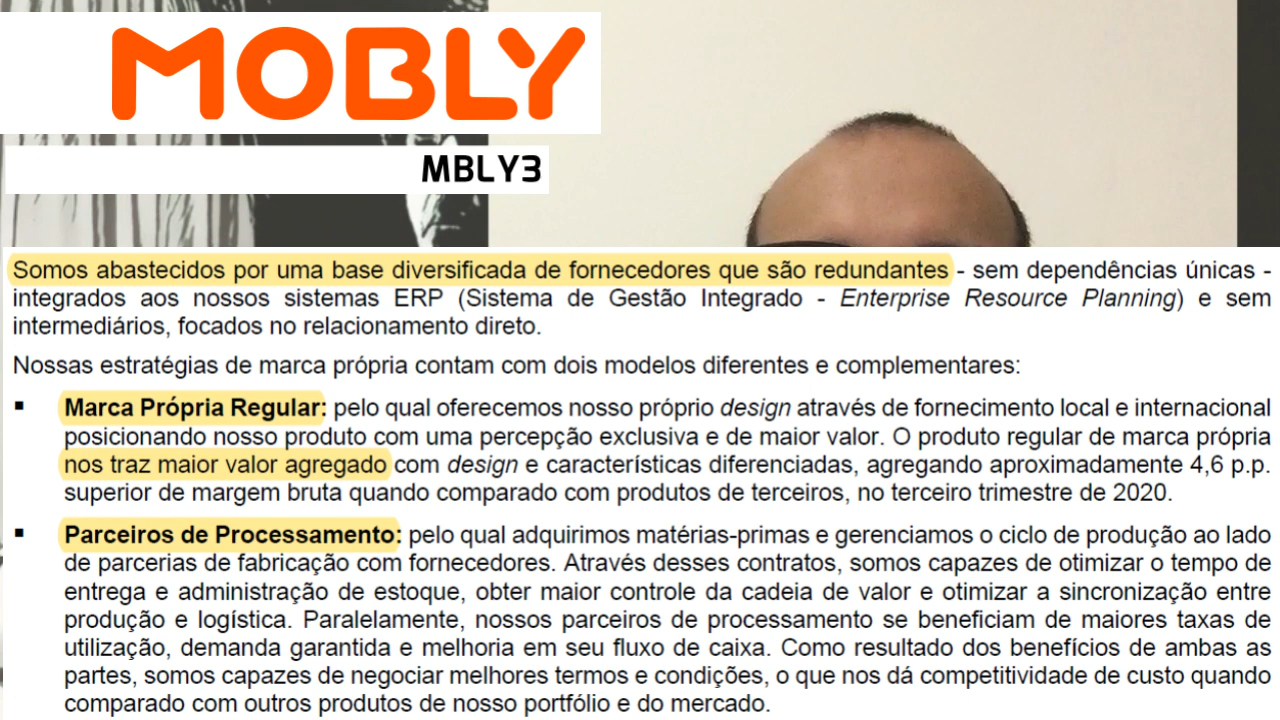 MOBLY
MBLY3
Somos abastecidos por uma base diversificada de fornecedores que são redundantes - sem dependências únicas -
integrados aos nossos sistemas ERP (Sistema de Gestão Integrado - Enterprise Resource Planning) e sem
intermediários, focados no relacionamento direto.
Nossas estratégias de marca própria contam com dois modelos diferentes e complementares:
▪ Marca Própria Regular: pelo qual oferecemos nosso próprio design através de fornecimento local e internacional
posicionando nosso produto com uma percepção exclusiva e de maior valor. O produto regular de marca própria
nos traz maior valor agregado com design e características diferenciadas, agregando aproximadamente 4,6 p.p.
superior de margem bruta quando comparado com produtos de terceiros, no terceiro trimestre de 2020.
▪ Parceiros de Processamento: pelo qual adquirimos matérias-primas e gerenciamos o ciclo de produção ao lado
de parcerias de fabricação com fornecedores. Através desses contratos, somos capazes de otimizar o tempo de
entrega e administração de estoque, obter maior controle da cadeia de valor e otimizar a sincronização entre
produção e logística. Paralelamente, nossos parceiros de processamento se beneficiam de maiores taxas de
utilização, demanda garantida e melhoria em seu fluxo de caixa. Como resultado dos benefícios de ambas as
partes, somos capazes de negociar melhores termos e condições, o que nos dá competitividade de custo quando
comparado com outros produtos de nosso portfólio e do mercado.